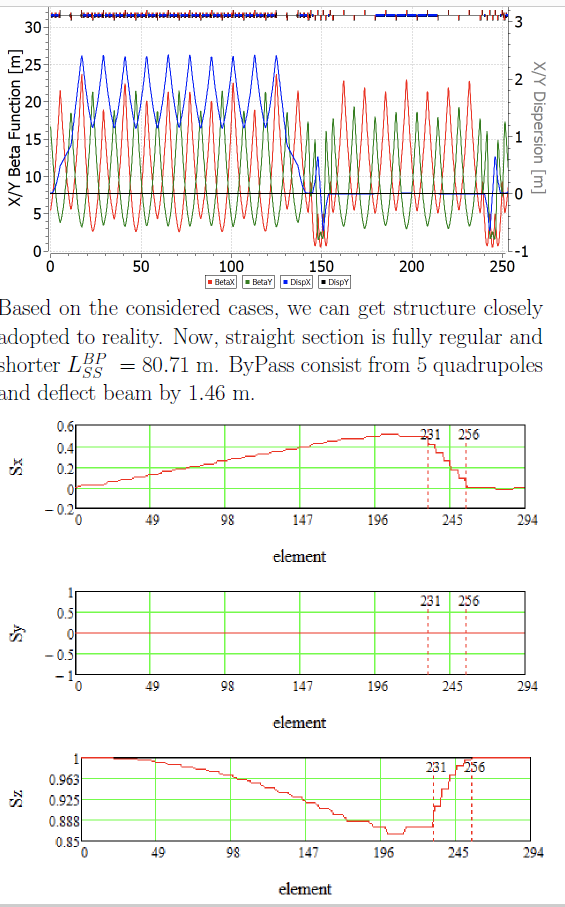 30
25
20
15
10
5
0
X/Y Beta Function [m]
3
2
1
0
-1
X/Y Dispersion [m]
0 50 100 150 200 250
BetaX BetaY DispX DispY
Based on the considered cases, we can get structure closely
adopted to reality. Now, straight section is fully regular and
shorter L_{SS}^{BP} = 80.71 m. ByPass consist from 5 quadrupoles
and deflect beam by 1.46 m.
Sx
0.6
0.4
0.2
0
− 0.2
231 256
0 49 98 147 196 245 294
element
Sy
1
0.5
0
− 0.5
− 1
231 256
0 49 98 147 196 245 294
element
Sz
1
0.963
0.925
0.888
0.85
231 256
0 49 98 147 196 245 294
element